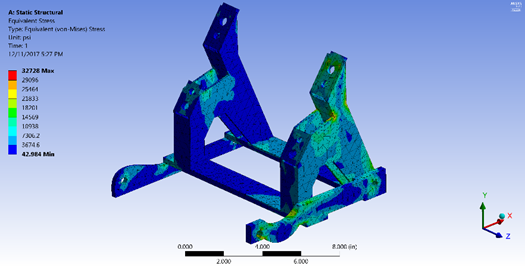 A: Static Structural
Equivalent Stress
Type: Equivalent (von-Mises) Stress
Unit: psi
Time: 1
12/11/2017 5:27 PM
32728 Max
29096
25464
21833
18201
14569
10938
7306.2
3674.6
42.984 Min
Y
X
Z
0.000
4.000
8.000 (in)
2.000
6.000